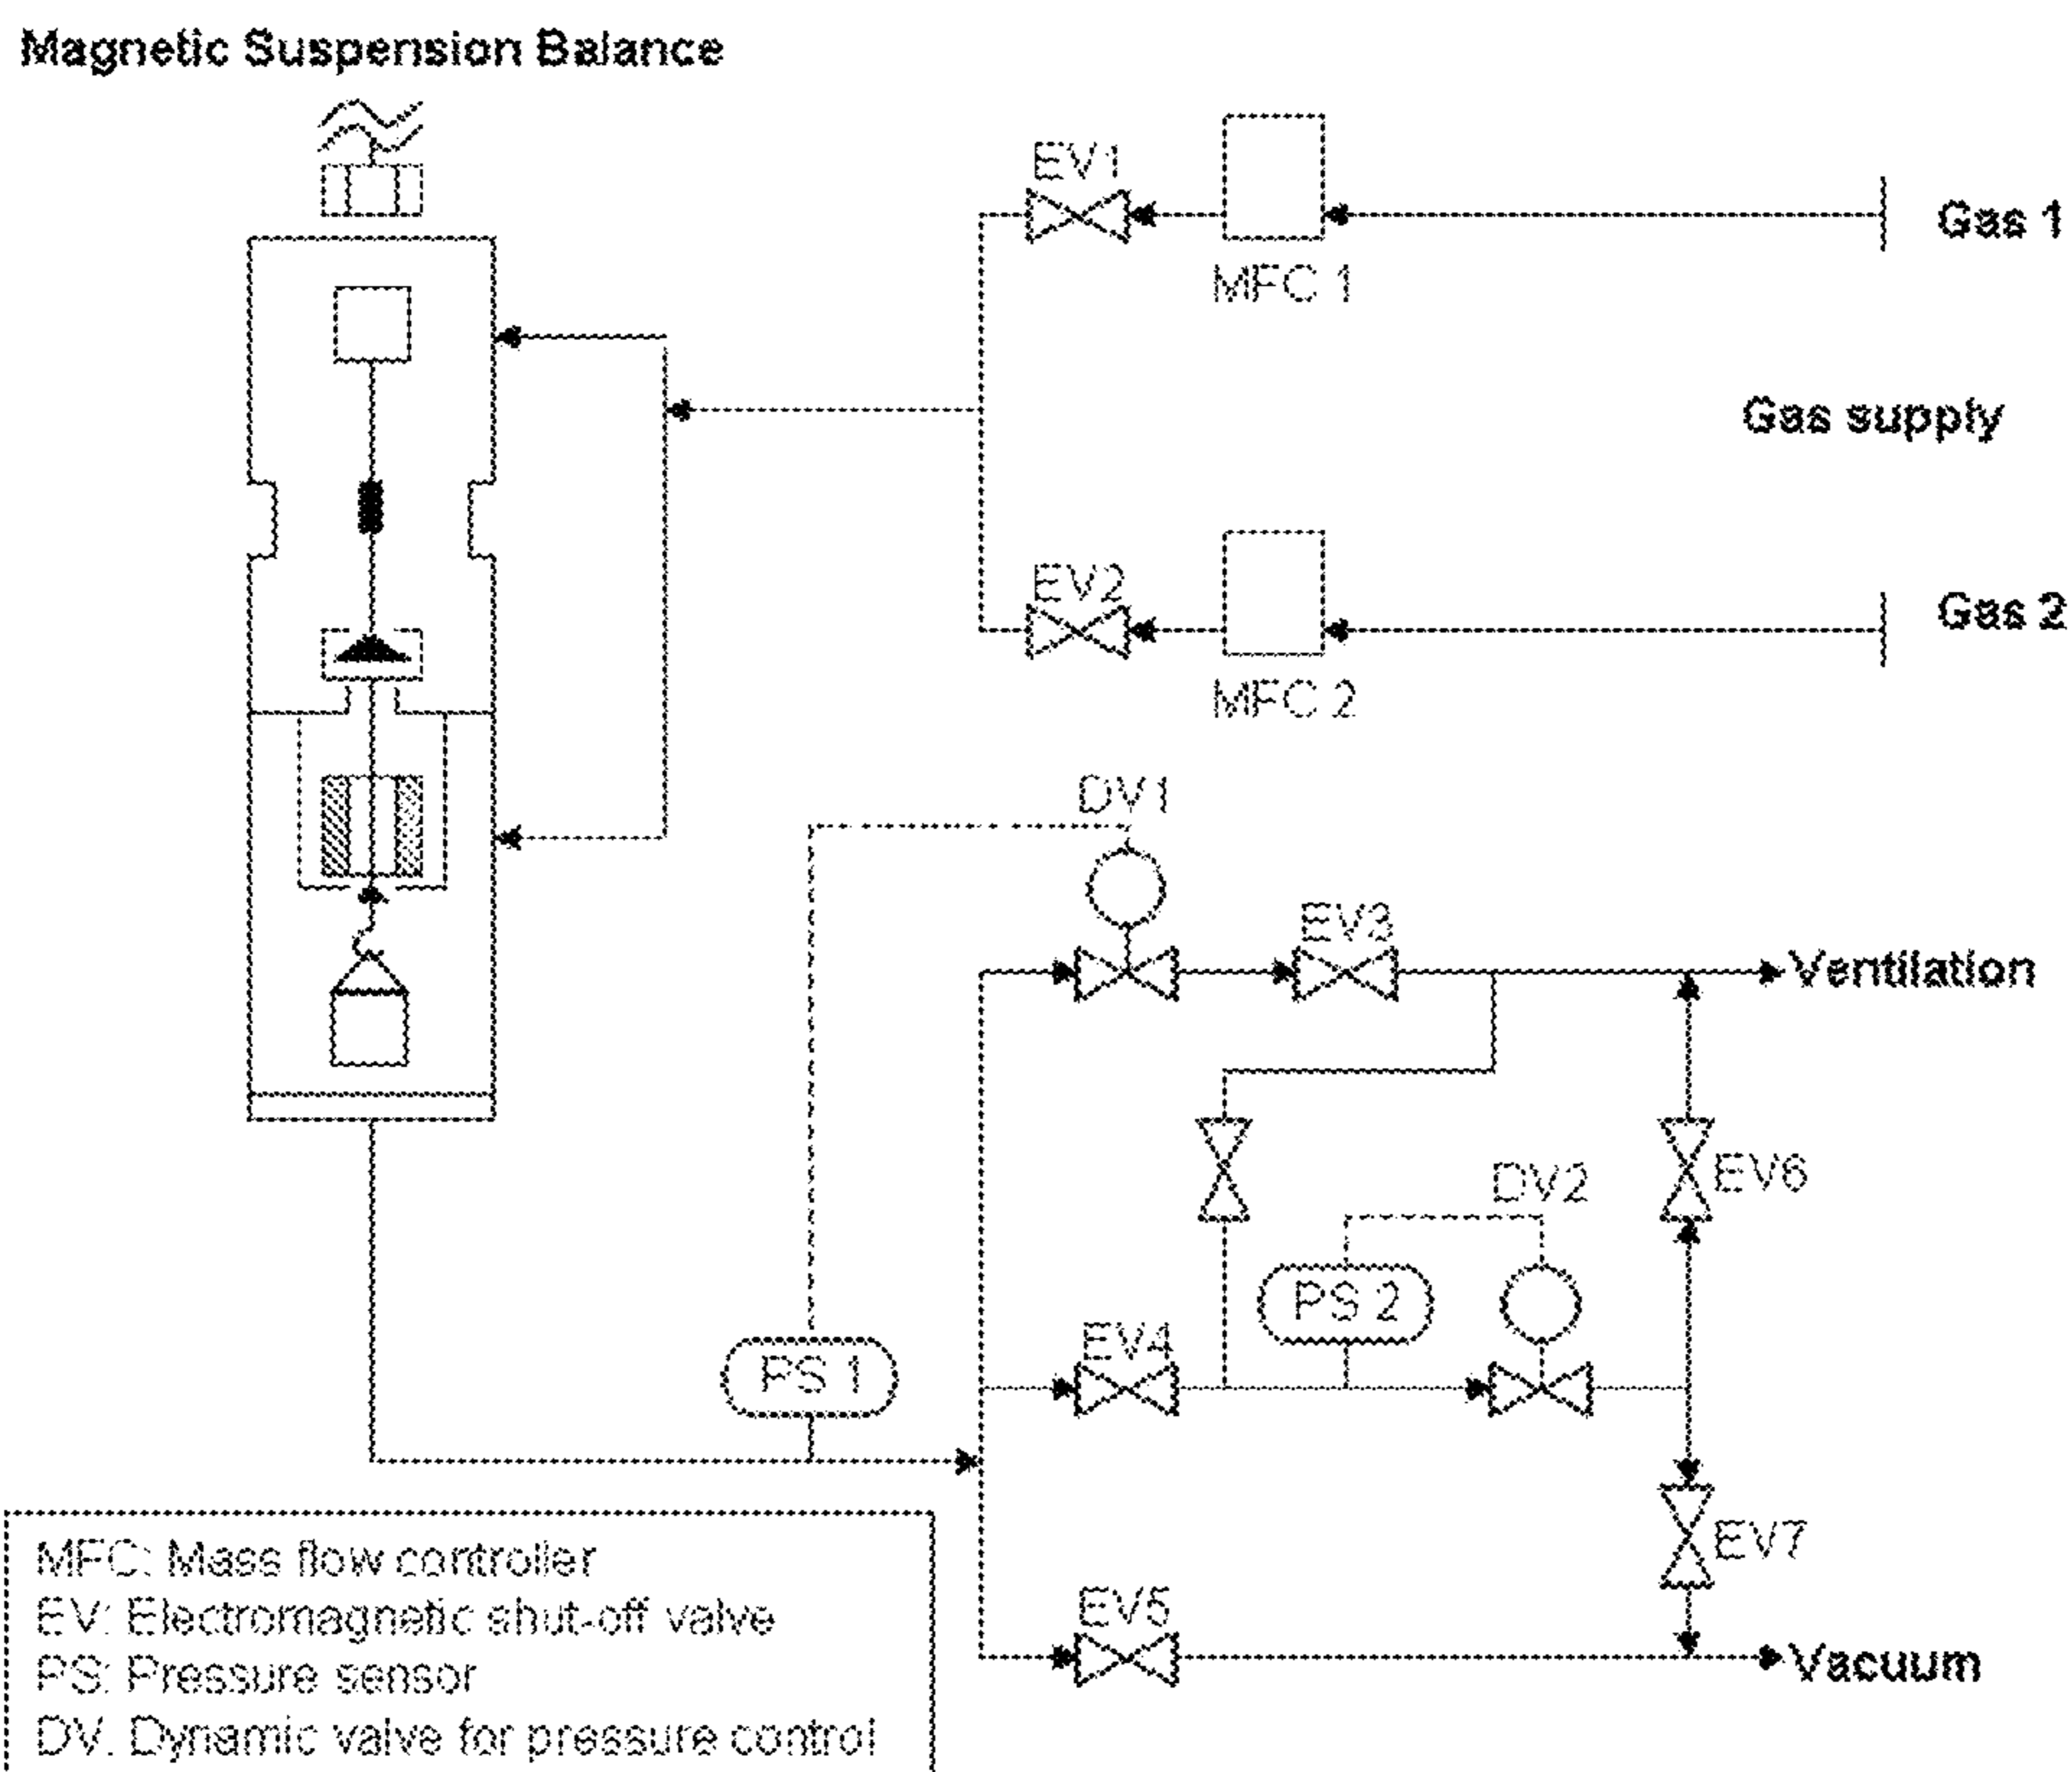 Magnetic Suspension Balance
EV1
Gas 1
MFC 1
Gas supply
EV2
Gas 2
MFC 2
DV1
EV3
Ventilation
EV6
DV2
PS 2
EV4
PS 1
EV7
EV5
Vacuum
MFC: Mass flow controller
EV: Electromagnetic shut-off valve
PS: Pressure sensor
DV: Dynamic valve for pressure control